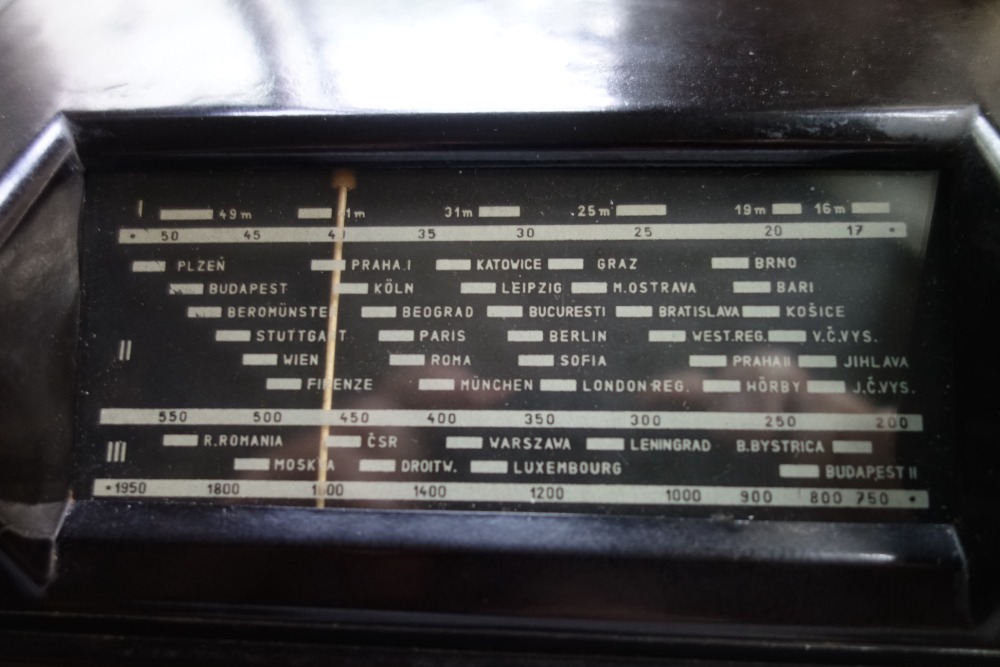 I 49m 31m 25m 19m 16m
50 45 35 30 25 20 17
PLZEŇ PRAHA.I KATOWICE GRAZ BRNO
BUDAPEST KÖLN LEIPZIG M.OSTRAVA BARI
BEROMÜNSTER BEOGRAD BUCURESTI BRATISLAVA KOŠICE
STUTTGART PARIS BERLIN WEST.REG. V.Č.VYS.
II WIEN ROMA SOFIA PRAHA II JIHLAVA
FIRENZE MÜNCHEN LONDON REG. HÖRBY J.Č.VYS.
550 500 450 400 350 300 250 200
III R.ROMANIA ČSR WARSZAWA LENINGRAD B.BYSTRICA
MOSKVA DROITW. LUXEMBOURG BUDAPEST II
1950 1800 1600 1400 1200 1000 900 800 750